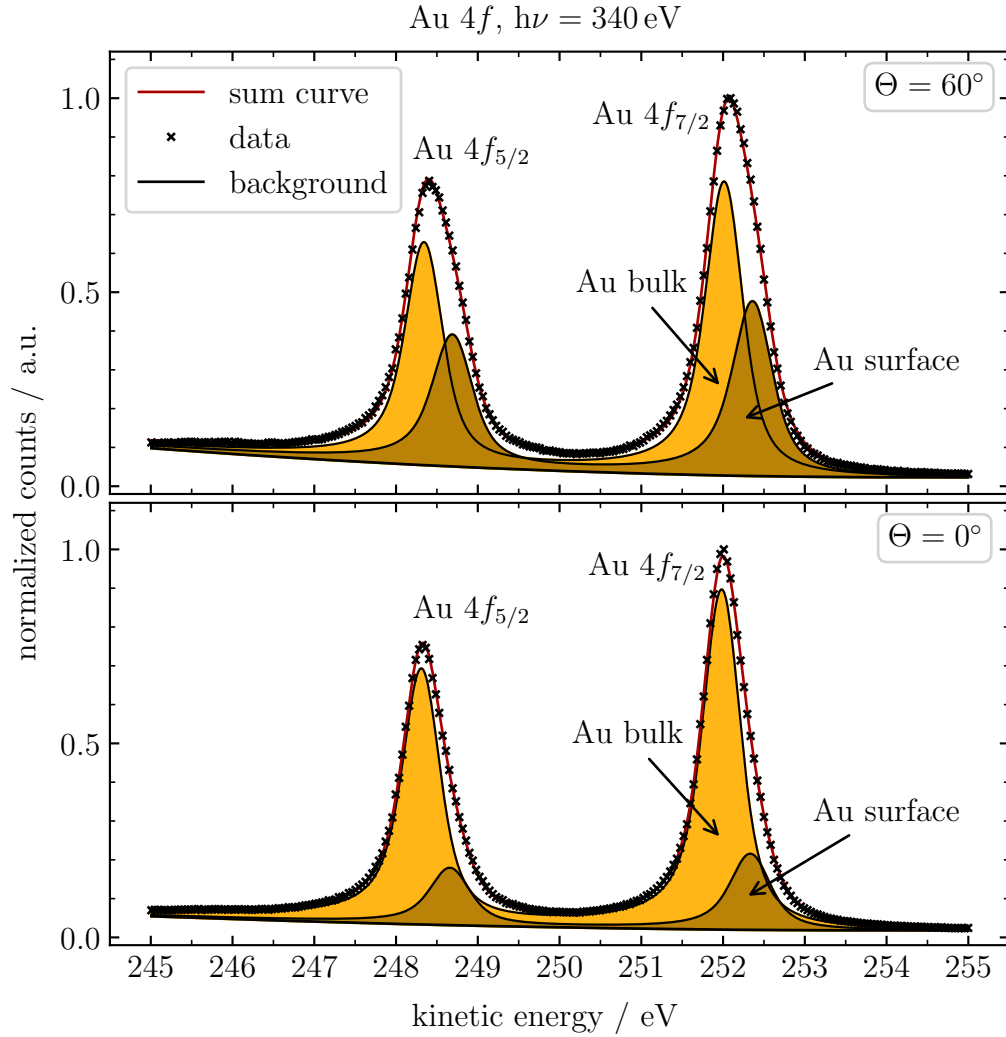 Au 4f, hν = 340 eV
Θ = 60°
sum curve
data
background
Au 4f₇/₂
Au 4f₅/₂
Au bulk
Au surface
1.0
0.5
0.0
normalized counts / a.u.
Θ = 0°
Au 4f₇/₂
Au 4f₅/₂
Au bulk
Au surface
1.0
0.5
0.0
245 246 247 248 249 250 251 252 253 254 255
kinetic energy / eV